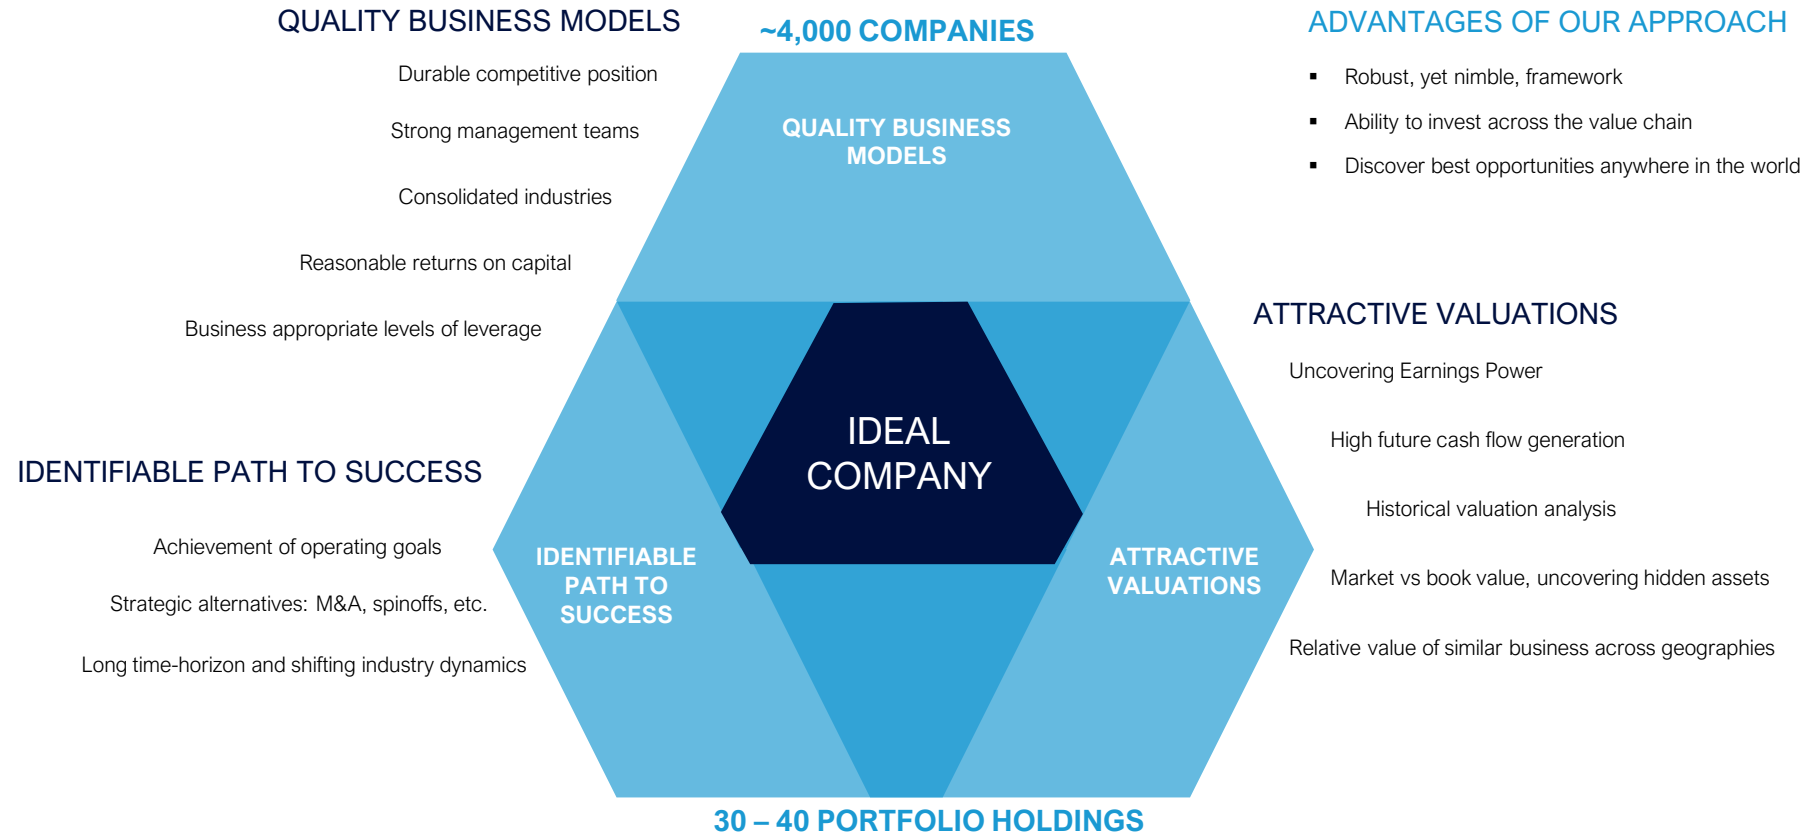 QUALITY BUSINESS MODELS
Durable competitive position
Strong management teams
Consolidated industries
Reasonable returns on capital
Business appropriate levels of leverage
IDENTIFIABLE PATH TO SUCCESS
Achievement of operating goals
Strategic alternatives: M&A, spinoffs, etc.
Long time-horizon and shifting industry dynamics
~4,000 COMPANIES
QUALITY BUSINESS
MODELS
IDEAL
COMPANY
IDENTIFIABLE
PATH TO
SUCCESS
ATTRACTIVE
VALUATIONS
30 – 40 PORTFOLIO HOLDINGS
ADVANTAGES OF OUR APPROACH
▪ Robust, yet nimble, framework
▪ Ability to invest across the value chain
▪ Discover best opportunities anywhere in the world
ATTRACTIVE VALUATIONS
Uncovering Earnings Power
High future cash flow generation
Historical valuation analysis
Market vs book value, uncovering hidden assets
Relative value of similar business across geographies